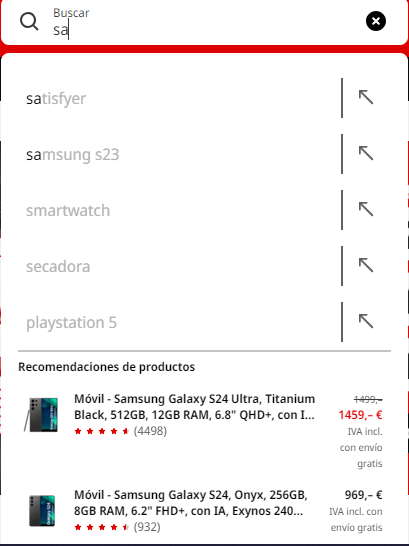 Buscar
sa
satisfyer
samsung s23
smartwatch
secadora
playstation 5
Recomendaciones de productos
Móvil - Samsung Galaxy S24 Ultra, Titanium
Black, 512GB, 12GB RAM, 6.8" QHD+, con I...
(4498)
1499,–
1459,– €
IVA incl.
con envío
gratis
Móvil - Samsung Galaxy S24, Onyx, 256GB,
8GB RAM, 6.2" FHD+, con IA, Exynos 240...
(932)
969,– €
IVA incl. con
envío gratis